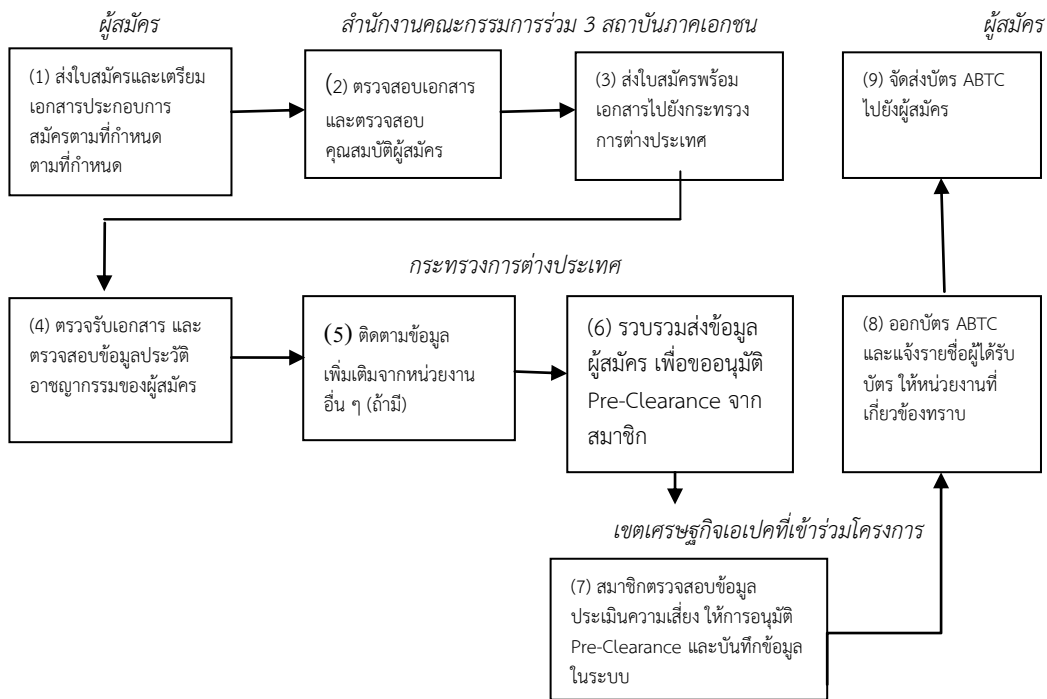 ผู้สมัคร
สำนักงานคณะกรรมการร่วม 3 สถาบันภาคเอกชน
ผู้สมัคร
(1) ส่งใบสมัครและเตรียม
เอกสารประกอบการ
สมัครตามที่กำหนด
ตามที่กำหนด
(2) ตรวจสอบเอกสาร
และตรวจสอบ
คุณสมบัติผู้สมัคร
(3) ส่งใบสมัครพร้อม
เอกสารไปยังกระทรวง
การต่างประเทศ
(9) จัดส่งบัตร ABTC
ไปยังผู้สมัคร
กระทรวงการต่างประเทศ
(4) ตรวจรับเอกสาร และ
ตรวจสอบข้อมูลประวัติ
อาชญากรรมของผู้สมัคร
(5) ติดตามข้อมูล
เพิ่มเติมจากหน่วยงาน
อื่น ๆ (ถ้ามี)
(6) รวบรวมส่งข้อมูล
ผู้สมัคร เพื่อขออนุมัติ
Pre-Clearance จาก
สมาชิก
(8) ออกบัตร ABTC
และแจ้งรายชื่อผู้ได้รับ
บัตร ให้หน่วยงานที่
เกี่ยวข้องทราบ
เขตเศรษฐกิจเอเปคที่เข้าร่วมโครงการ
(7) สมาชิกตรวจสอบข้อมูล
ประเมินความเสี่ยง ให้การอนุมัติ
Pre-Clearance และบันทึกข้อมูล
ในระบบ